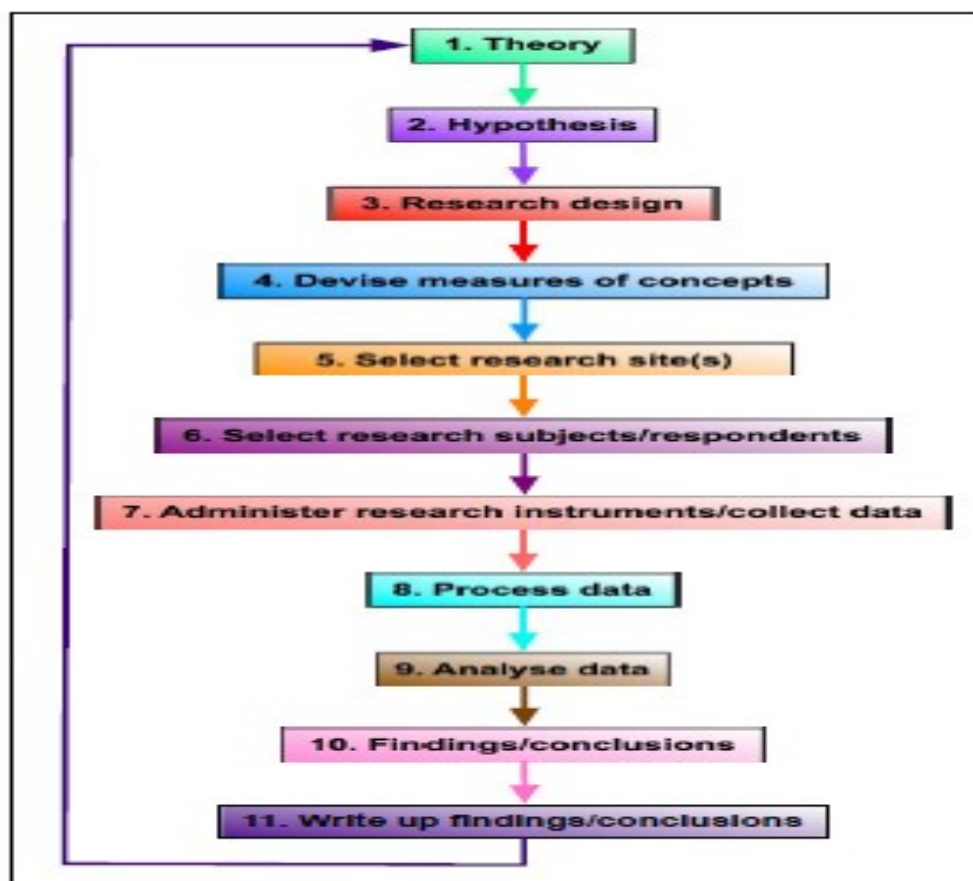 1. Theory
2. Hypothesis
3. Research design
4. Devise measures of concepts
5. Select research site(s)
6. Select research subjects/respondents
7. Administer research instruments/collect data
8. Process data
9. Analyse data
10. Findings/conclusions
11. Write up findings/conclusions